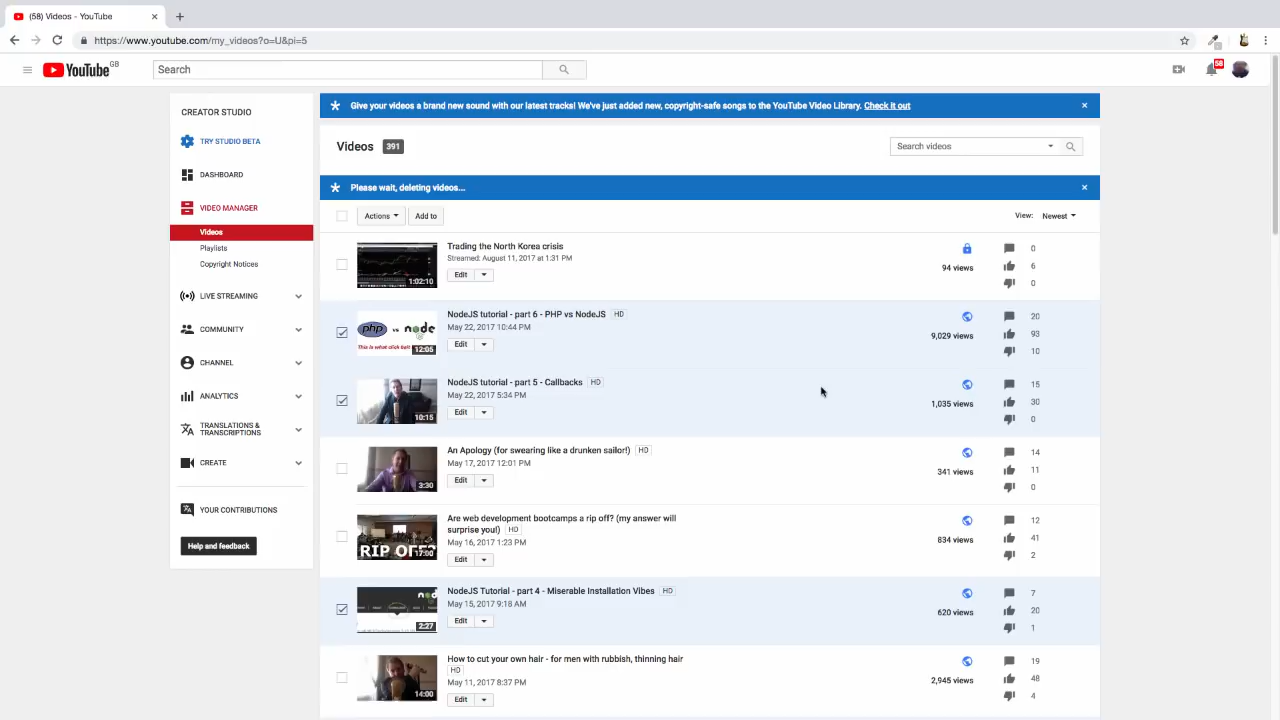 (58) Videos - YouTube
https://www.youtube.com/my_videos?o=U&pi=5
YouTube GB
Search
58
CREATOR STUDIO
TRY STUDIO BETA
DASHBOARD
VIDEO MANAGER
Videos
Playlists
Copyright Notices
LIVE STREAMING
COMMUNITY
CHANNEL
ANALYTICS
TRANSLATIONS &
TRANSCRIPTIONS
CREATE
YOUR CONTRIBUTIONS
Help and feedback
Give your videos a brand new sound with our latest tracks! We've just added new, copyright-safe songs to the YouTube Video Library. Check it out
Videos 391
Search videos
Please wait, deleting videos...
Actions Add to
View: Newest
Trading the North Korea crisis
Streamed: August 11, 2017 at 1:31 PM
1:02:10
Edit
94 views
0
6
0
NodeJS tutorial - part 6 - PHP vs NodeJS HD
May 22, 2017 10:44 PM
php vs node
12:05
Edit
9,029 views
20
93
10
NodeJS tutorial - part 5 - Callbacks HD
May 22, 2017 5:34 PM
10:15
Edit
1,035 views
15
30
0
An Apology (for swearing like a drunken sailor!) HD
May 17, 2017 12:01 PM
3:30
Edit
341 views
14
11
0
Are web development bootcamps a rip off? (my answer will
surprise you!) HD
May 16, 2017 1:23 PM
RIP OFF
17:00
Edit
834 views
12
41
2
NodeJS Tutorial - part 4 - Miserable Installation Vibes HD
May 15, 2017 9:18 AM
2:27
Edit
620 views
7
20
1
How to cut your own hair - for men with rubbish, thinning hair
HD
May 11, 2017 8:37 PM
14:00
Edit
2,945 views
19
48
4